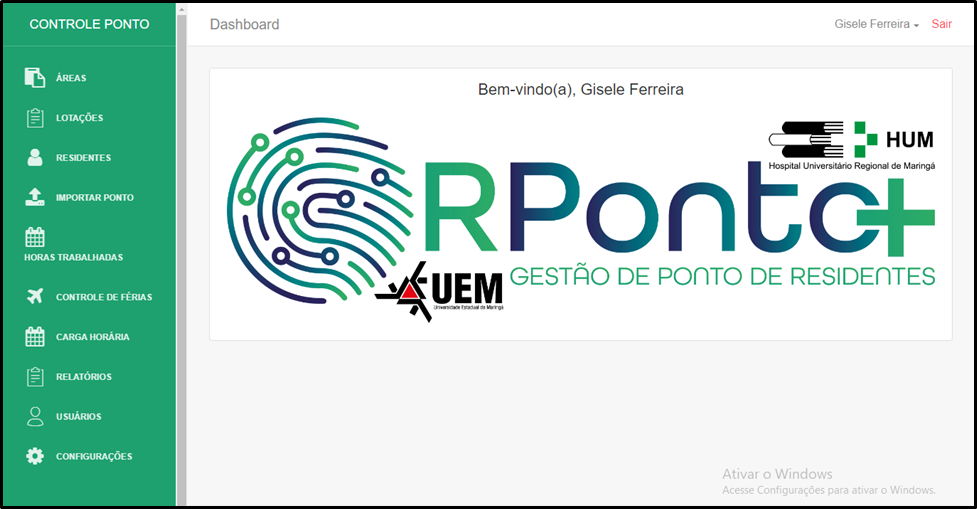 CONTROLE PONTO
ÁREAS
LOTAÇÕES
RESIDENTES
IMPORTAR PONTO
HORAS TRABALHADAS
CONTROLE DE FÉRIAS
CARGA HORÁRIA
RELATÓRIOS
USUÁRIOS
CONFIGURAÇÕES
Dashboard
Gisele Ferreira
Sair
Bem-vindo(a), Gisele Ferreira
HUM
Hospital Universitário Regional de Maringá
RPonto+
GESTÃO DE PONTO DE RESIDENTES
UEM
Universidade Estadual de Maringá
Ativar o Windows
Acesse Configurações para ativar o Windows.